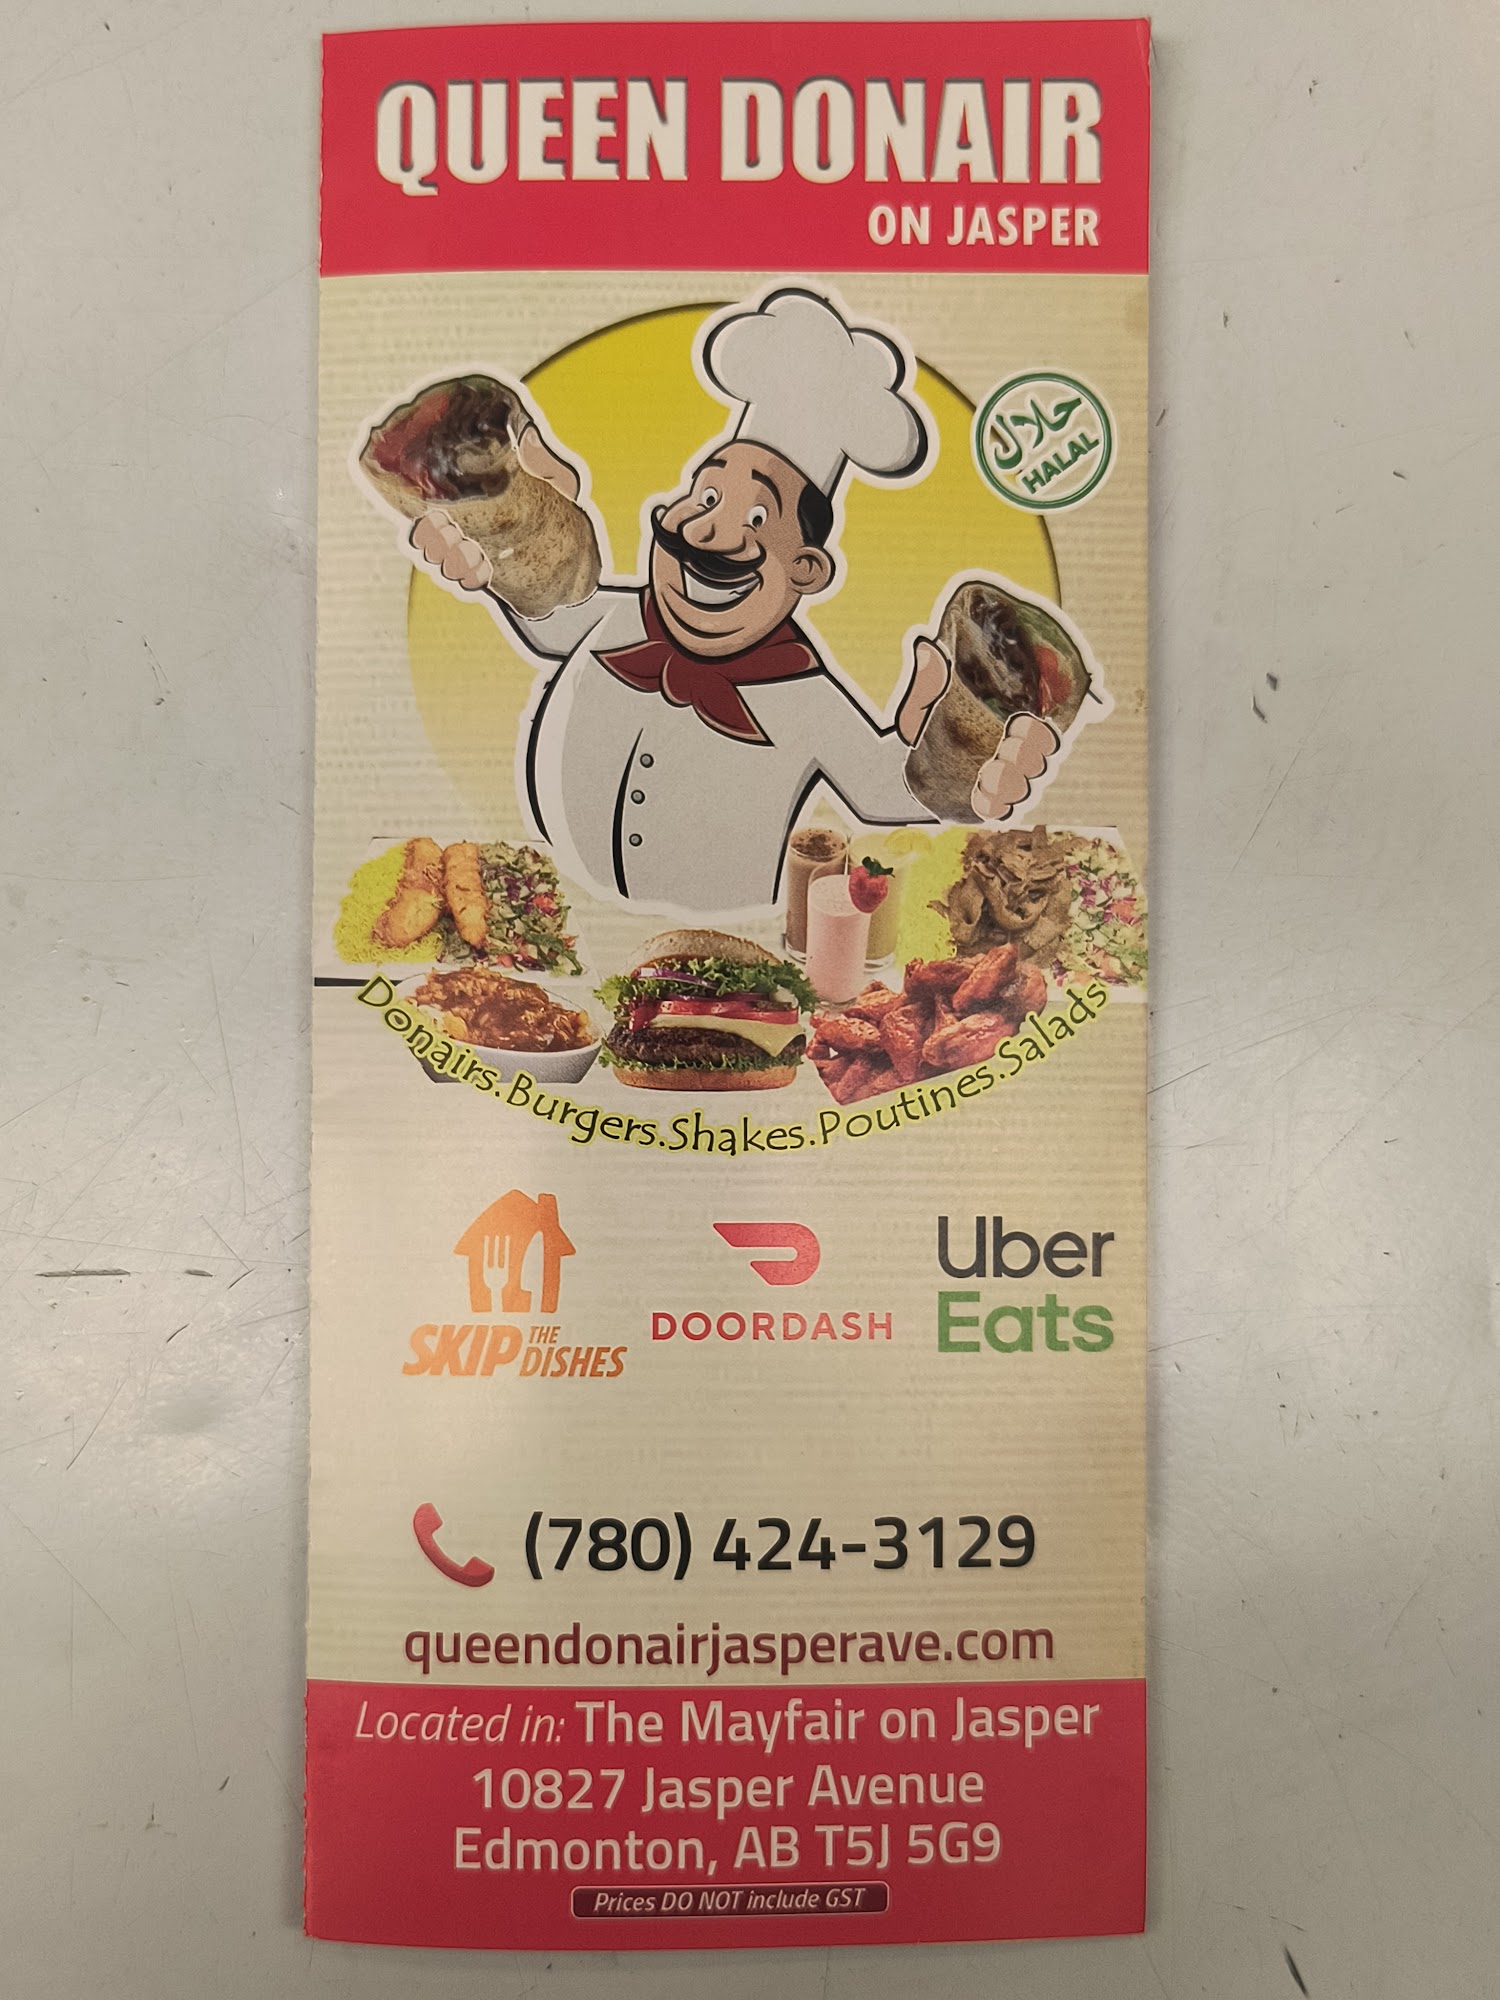 QUEEN DONAIR
ON JASPER
حلال
HALAL
Donairs.Burgers.Shakes.Poutines.Salads
SKIP THE DISHES
DOORDASH
Uber
Eats
(780) 424-3129
queendonairjasperave.com
Located in: The Mayfair on Jasper
10827 Jasper Avenue
Edmonton, AB T5J 5G9
Prices DO NOT include GST